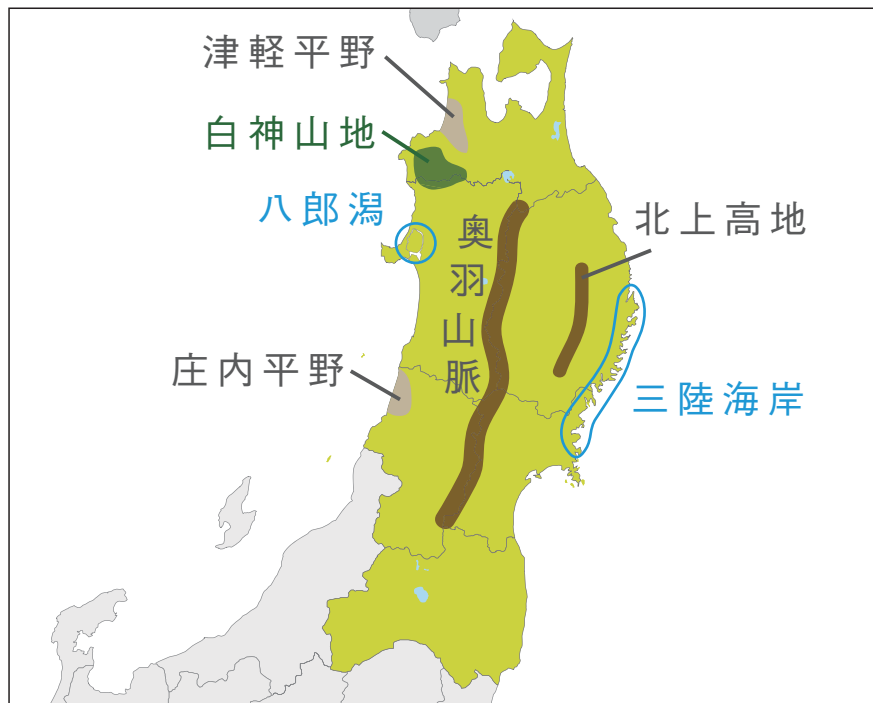 津軽平野
白神山地
八郎潟
奥羽山脈
北上高地
庄内平野
三陸海岸